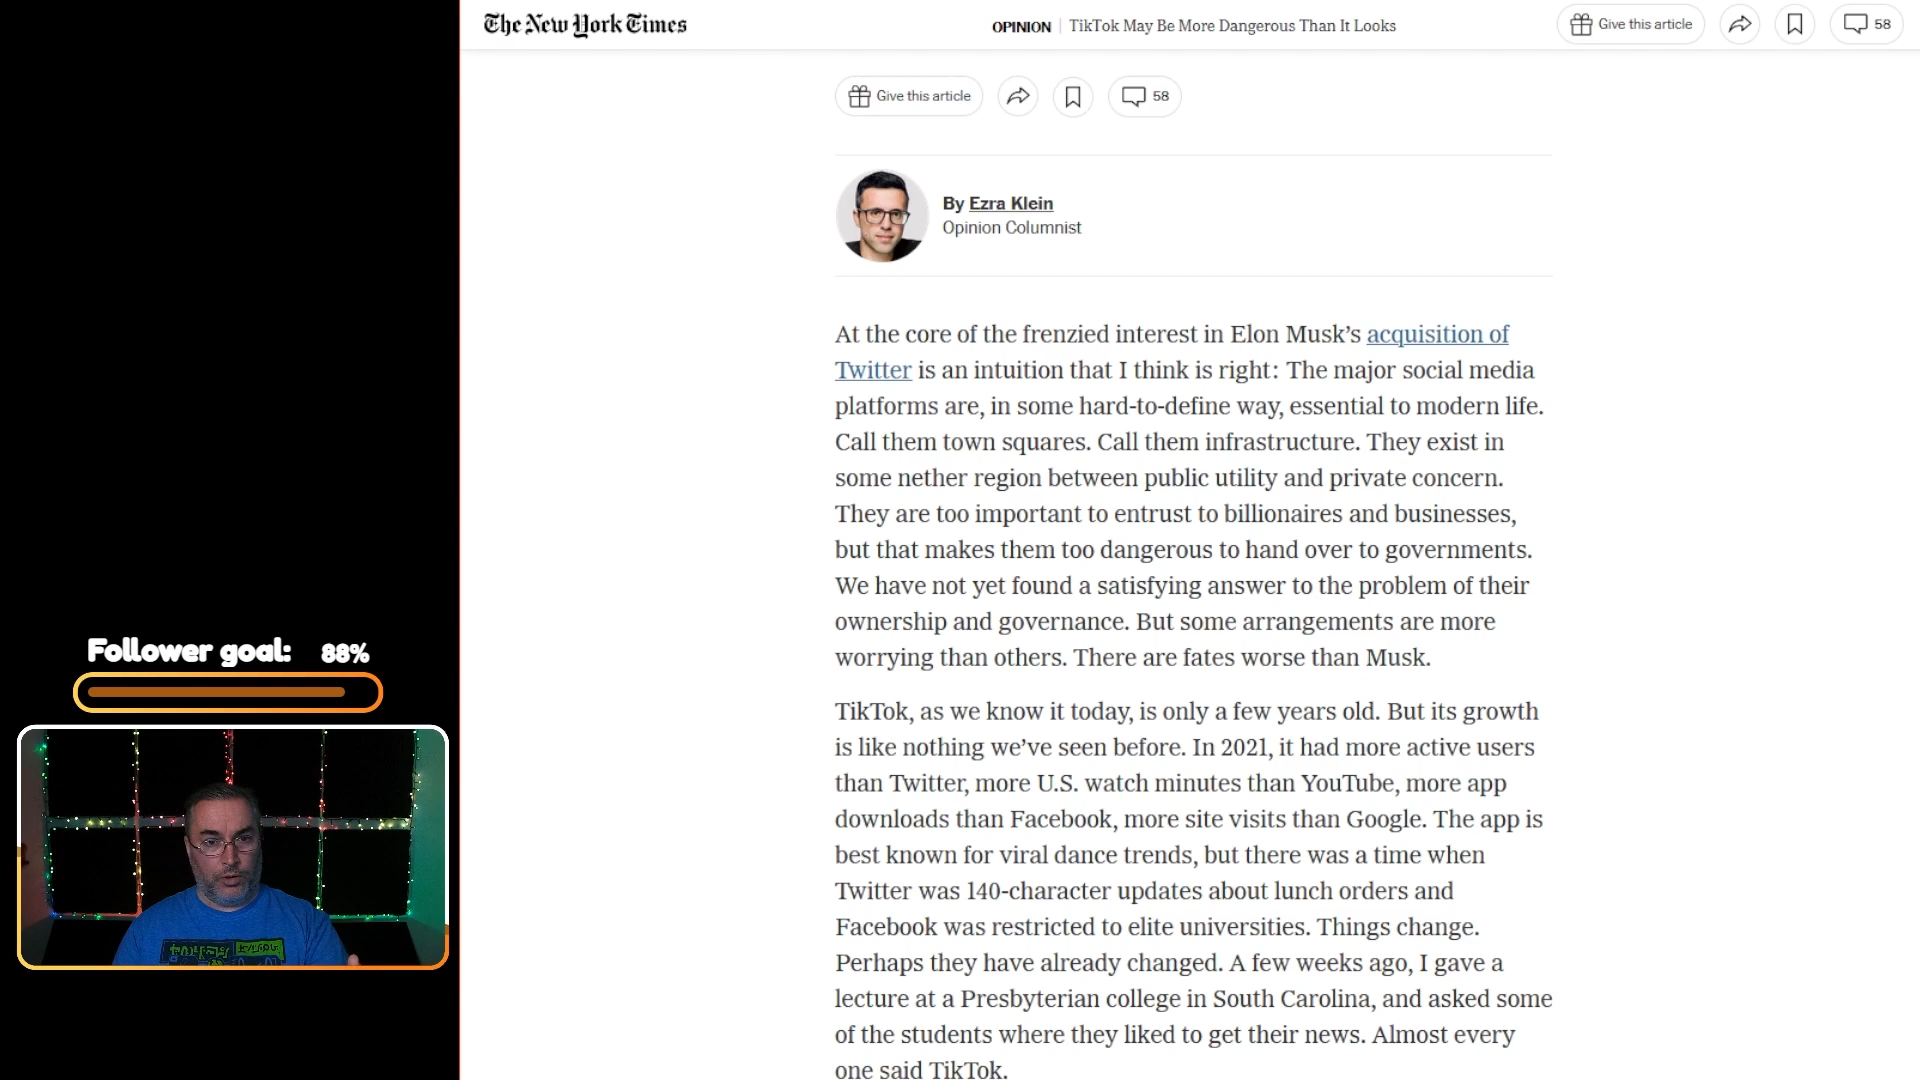 The New York Times
OPINION | TikTok May Be More Dangerous Than It Looks
Give this article
58
Give this article
58
By Ezra Klein
Opinion Columnist
At the core of the frenzied interest in Elon Musk’s acquisition of
Twitter is an intuition that I think is right: The major social media
platforms are, in some hard-to-define way, essential to modern life.
Call them town squares. Call them infrastructure. They exist in
some nether region between public utility and private concern.
They are too important to entrust to billionaires and businesses,
but that makes them too dangerous to hand over to governments.
We have not yet found a satisfying answer to the problem of their
ownership and governance. But some arrangements are more
worrying than others. There are fates worse than Musk.
TikTok, as we know it today, is only a few years old. But its growth
is like nothing we’ve seen before. In 2021, it had more active users
than Twitter, more U.S. watch minutes than YouTube, more app
downloads than Facebook, more site visits than Google. The app is
best known for viral dance trends, but there was a time when
Twitter was 140-character updates about lunch orders and
Facebook was restricted to elite universities. Things change.
Perhaps they have already changed. A few weeks ago, I gave a
lecture at a Presbyterian college in South Carolina, and asked some
of the students where they liked to get their news. Almost every
one said TikTok.
Follower goal: 88%